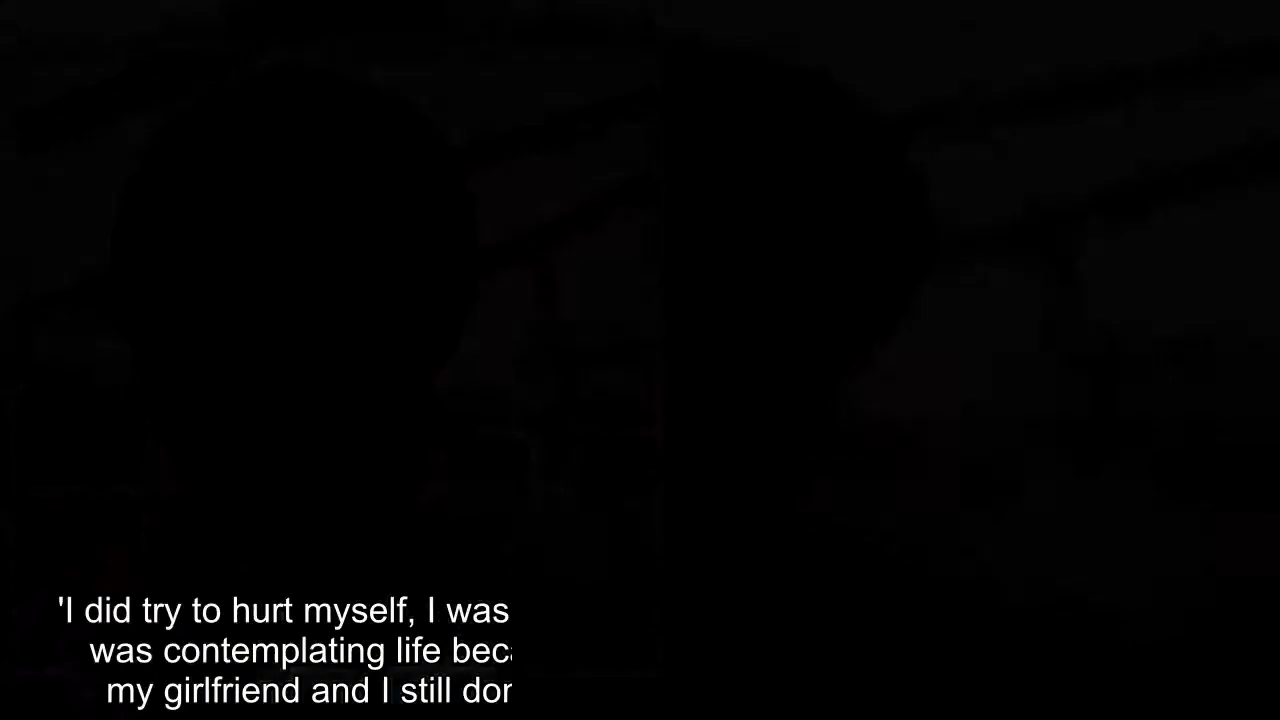 'I did try to hurt myself, I was
was contemplating life
my girlfriend and I still